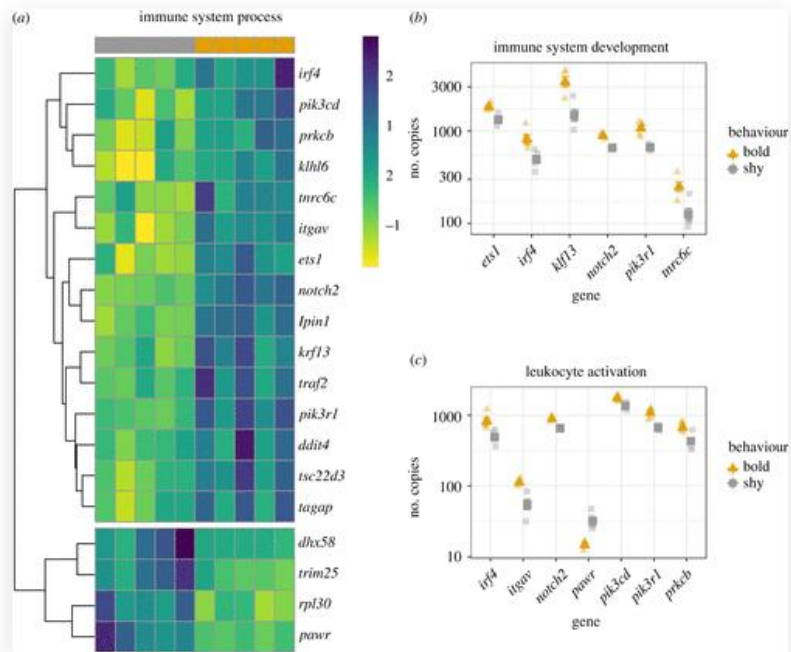 (a)
immune system process
irf4
pik3cd
prkcb
klhl6
tnrc6c
itgav
ets1
notch2
Ipin1
krf13
traf2
pik3r1
ddit4
tsc22d3
tagap
dhx58
trim25
rpl30
pawr
2
1
2
–1
(b)
immune system development
no. copies
3000
1000
300
100
ets1
irf4
klf13
notch2
pik3r1
tnrc6c
gene
behaviour
bold
shy
(c)
leukocyte activation
no. copies
1000
100
10
irf4
itgav
notch2
pawr
pik3cd
pik3r1
prkcb
gene
behaviour
bold
shy